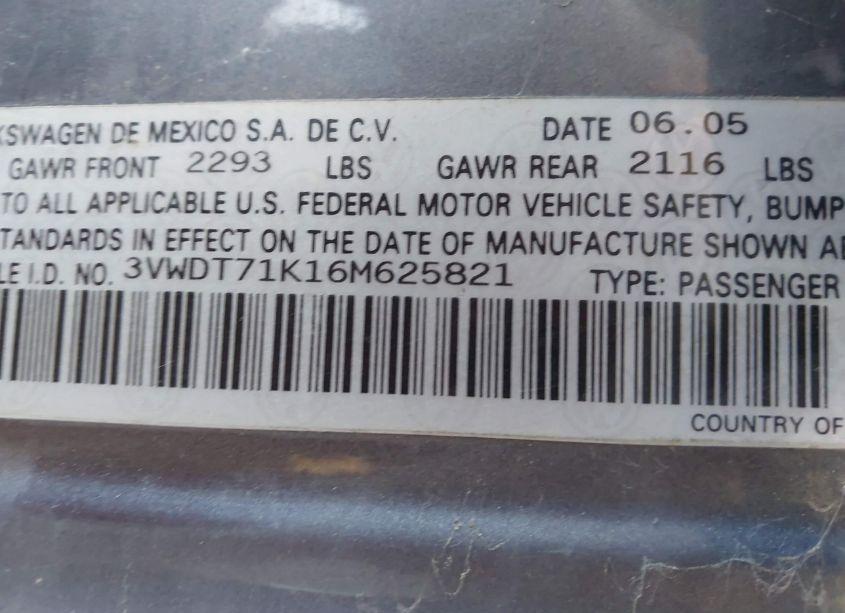 KSWAGEN DE MEXICO S.A. DE C.V. DATE 06.05
GAWR FRONT 2293 LBS GAWR REAR 2116 LBS
TO ALL APPLICABLE U.S. FEDERAL MOTOR VEHICLE SAFETY, BUMP
TANDARDS IN EFFECT ON THE DATE OF MANUFACTURE SHOWN A
LE I.D. NO. 3VWDT71K16M625821 TYPE: PASSENGER
COUNTRY OF